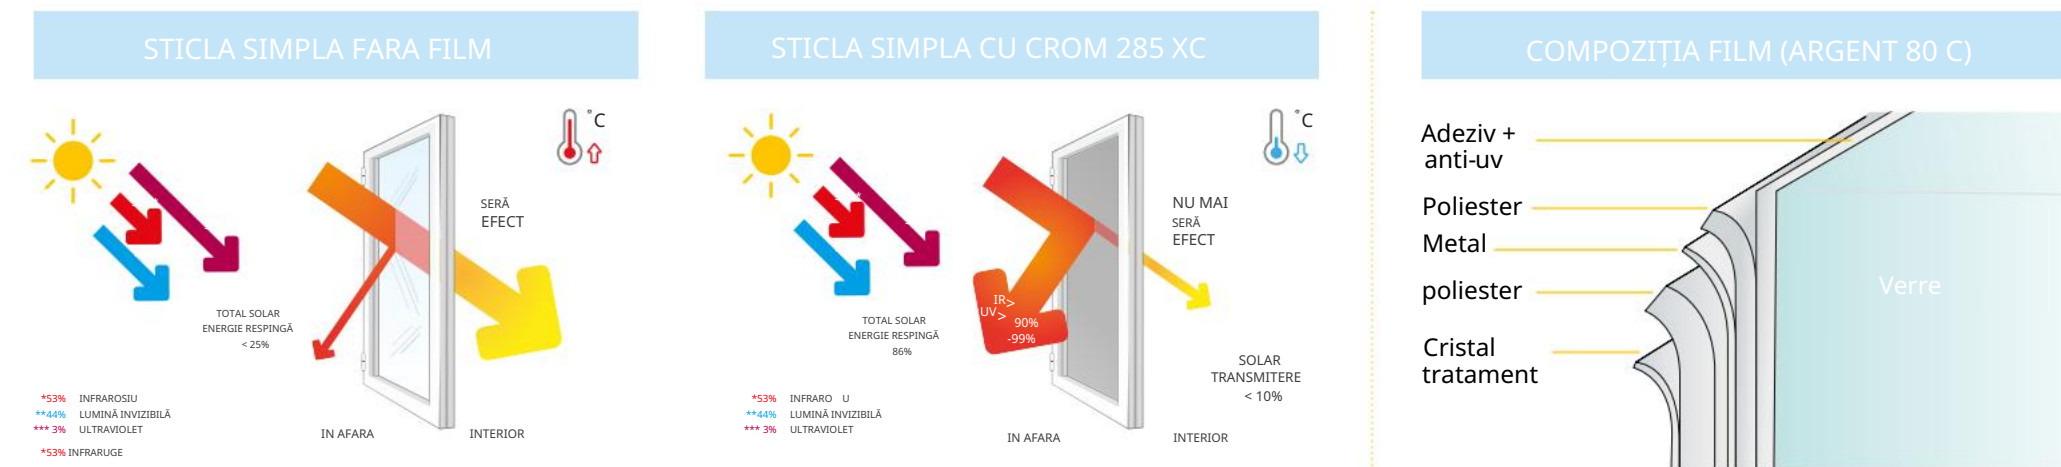 STICLA SIMPLA FARA FILM
°C
SERĂ
EFECT
TOTAL SOLAR
ENERGIE RESPINGĂ
< 25%
*53% INFRAROSIU
**44% LUMINĂ INVIZIBILĂ
*** 3% ULTRAVIOLET
*53% INFRARUGE
IN AFARA
INTERIOR
STICLA SIMPLA CU CROM 285 XC
°C
NU MAI
SERĂ
EFECT
IR>
UV>
90%
-99%
TOTAL SOLAR
ENERGIE RESPINGĂ
86%
SOLAR
TRANSMITERE
< 10%
*53% INFRARO U
**44% LUMINĂ INVIZIBILĂ
*** 3% ULTRAVIOLET
IN AFARA
INTERIOR
COMPOZIȚIA FILM (ARGENT 80 C)
Adeziv +
anti-uv
Poliester
Metal
poliester
Cristal
tratament
Verre